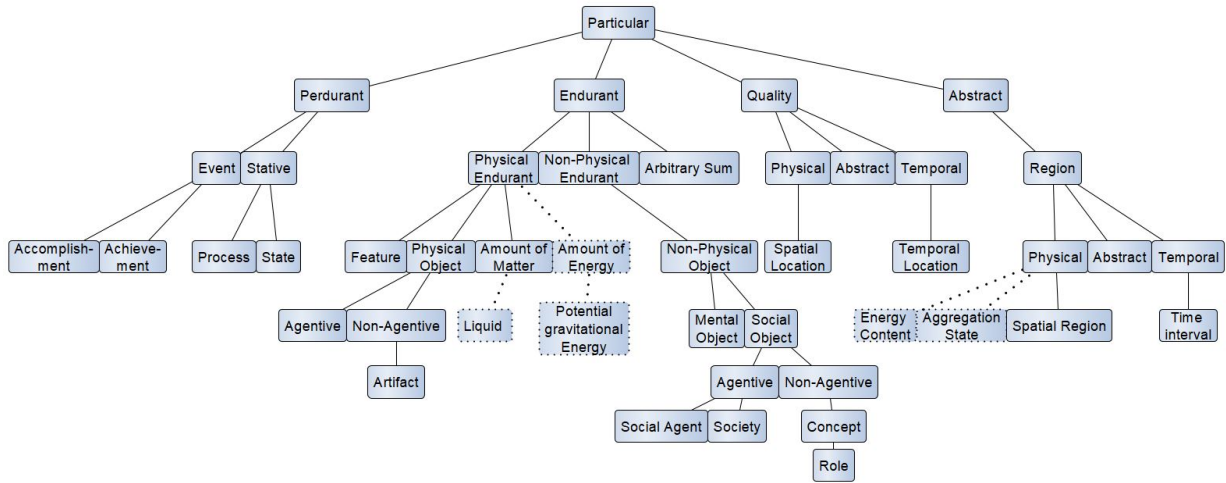 Particular
Perdurant
Endurant
Quality
Abstract
Event
Stative
Physical
Endurant
Non-Physical
Endurant
Arbitrary Sum
Physical
Abstract
Temporal
Region
Accomplish-
ment
Achieve-
ment
Process
State
Feature
Physical
Object
Amount of
Matter
Amount of
Energy
Non-Physical
Object
Spatial
Location
Temporal
Location
Physical
Abstract
Temporal
Agentive
Non-Agentive
Liquid
Potential
gravitational
Energy
Mental
Object
Social
Object
Energy
Content
Aggregation
State
Spatial Region
Time
interval
Artifact
Agentive
Non-Agentive
Social Agent
Society
Concept
Role